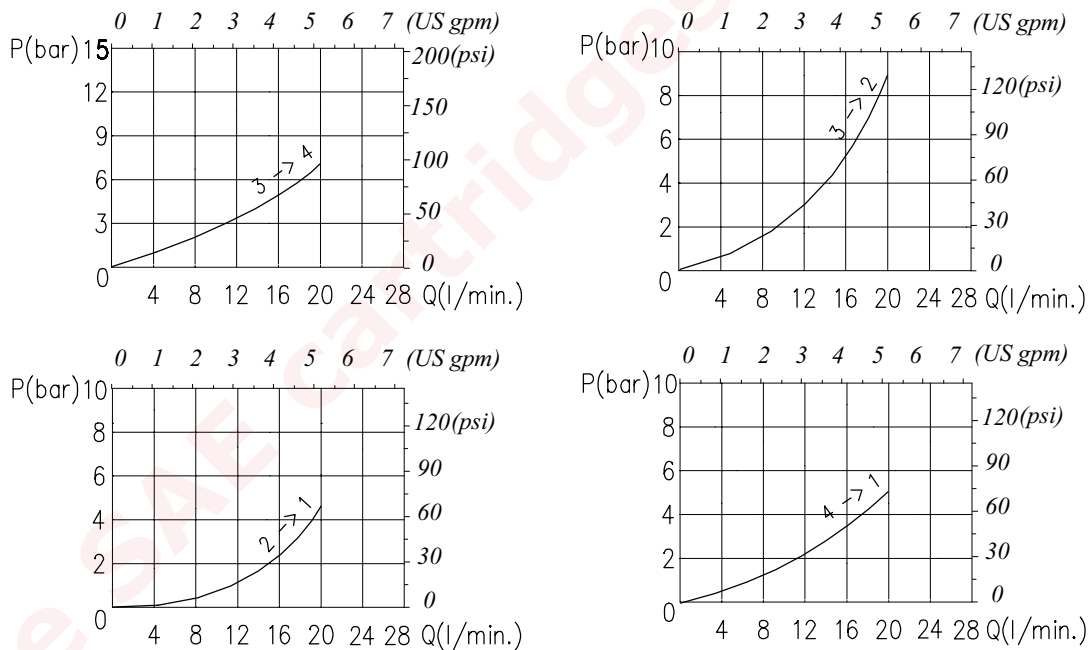 0 1 2 3 4 5 6 7 (US gpm)
P(bar) 15
12
9
6
3
0
200(psi)
150
100
50
0
3 -> 4
4 8 12 16 20 24 28 Q(l/min.)
0 1 2 3 4 5 6 7 (US gpm)
P(bar) 10
8
6
4
2
0
120(psi)
90
60
30
0
3 -> 2
4 8 12 16 20 24 28 Q(l/min.)
0 1 2 3 4 5 6 7 (US gpm)
P(bar) 10
8
6
4
2
0
120(psi)
90
60
30
0
2 -> 1
4 8 12 16 20 24 28 Q(l/min.)
0 1 2 3 4 5 6 7 (US gpm)
P(bar) 10
8
6
4
2
0
120(psi)
90
60
30
0
4 -> 1
4 8 12 16 20 24 28 Q(l/min.)
e SAE cartridges